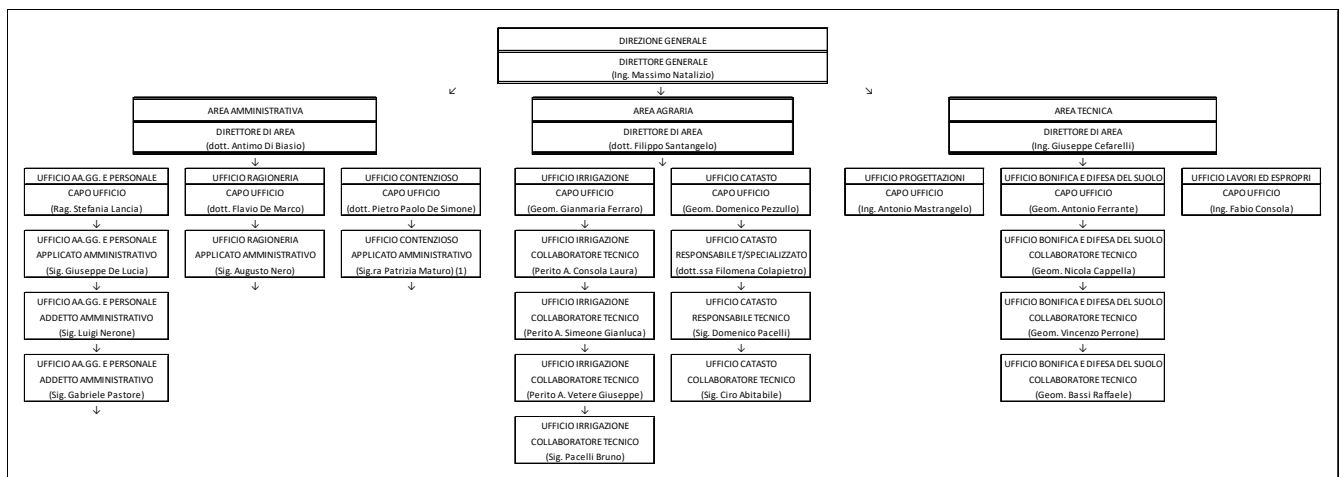 DIREZIONE GENERALE
DIRETTORE GENERALE
(Ing. Massimo Natalizio)
↙ ↓ ↘
AREA AMMINISTRATIVA
DIRETTORE DI AREA
(dott. Antimo Di Biasio)
↓
UFFICIO AA.GG. E PERSONALE
CAPO UFFICIO
(Rag. Stefania Lancia)
↓
UFFICIO AA.GG. E PERSONALE
APPLICATO AMMINISTRATIVO
(Sig. Giuseppe De Lucia)
↓
UFFICIO AA.GG. E PERSONALE
ADDETTO AMMINISTRATIVO
(Sig. Luigi Nerone)
↓
UFFICIO AA.GG. E PERSONALE
ADDETTO AMMINISTRATIVO
(Sig. Gabriele Pastore)
↓
UFFICIO RAGIONERIA
CAPO UFFICIO
(dott. Flavio De Marco)
↓
UFFICIO RAGIONERIA
APPLICATO AMMINISTRATIVO
(Sig. Augusto Nero)
↓
UFFICIO CONTENZIOSO
CAPO UFFICIO
(dott. Pietro Paolo De Simone)
↓
UFFICIO CONTENZIOSO
APPLICATO AMMINISTRATIVO
(Sig.ra Patrizia Maturo) (1)
↓
AREA AGRARIA
DIRETTORE DI AREA
(dott. Filippo Santangelo)
↓
UFFICIO IRRIGAZIONE
CAPO UFFICIO
(Geom. Gianmaria Ferraro)
↓
UFFICIO IRRIGAZIONE
COLLABORATORE TECNICO
(Perito A. Consola Laura)
↓
UFFICIO IRRIGAZIONE
COLLABORATORE TECNICO
(Perito A. Simeone Gianluca)
↓
UFFICIO IRRIGAZIONE
COLLABORATORE TECNICO
(Perito A. Vetere Giuseppe)
↓
UFFICIO IRRIGAZIONE
COLLABORATORE TECNICO
(Sig. Pacelli Bruno)
UFFICIO CATASTO
CAPO UFFICIO
(Geom. Domenico Pezzullo)
↓
UFFICIO CATASTO
RESPONSABILE T/SPECIALIZZATO
(dott.ssa Filomena Colapietro)
↓
UFFICIO CATASTO
RESPONSABILE TECNICO
(Sig. Domenico Pacelli)
↓
UFFICIO CATASTO
COLLABORATORE TECNICO
(Sig. Ciro Abitabile)
AREA TECNICA
DIRETTORE DI AREA
(Ing. Giuseppe Cefarelli)
UFFICIO PROGETTAZIONI
CAPO UFFICIO
(Ing. Antonio Mastrangelo)
UFFICIO BONIFICA E DIFESA DEL SUOLO
CAPO UFFICIO
(Geom. Antonio Ferrante)
↓
UFFICIO BONIFICA E DIFESA DEL SUOLO
COLLABORATORE TECNICO
(Geom. Nicola Cappella)
↓
UFFICIO BONIFICA E DIFESA DEL SUOLO
COLLABORATORE TECNICO
(Geom. Vincenzo Perrone)
↓
UFFICIO BONIFICA E DIFESA DEL SUOLO
COLLABORATORE TECNICO
(Geom. Bassi Raffaele)
UFFICIO LAVORI ED ESPROPRI
CAPO UFFICIO
(Ing. Fabio Consola)